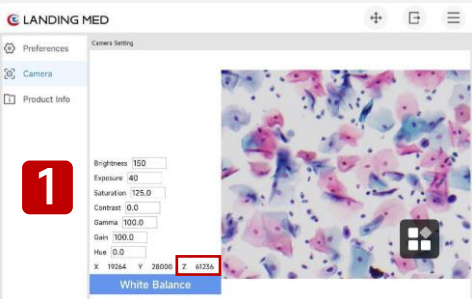 LANDING MED
Preferences
Camera
Product Info
Camera Setting
1
Brightness 150
Exposure 40
Saturation 125.0
Contrast 0.0
Gamma 100.0
Gain 100.0
Hue 0.0
X 19264 Y 28000 Z 61236
White Balance